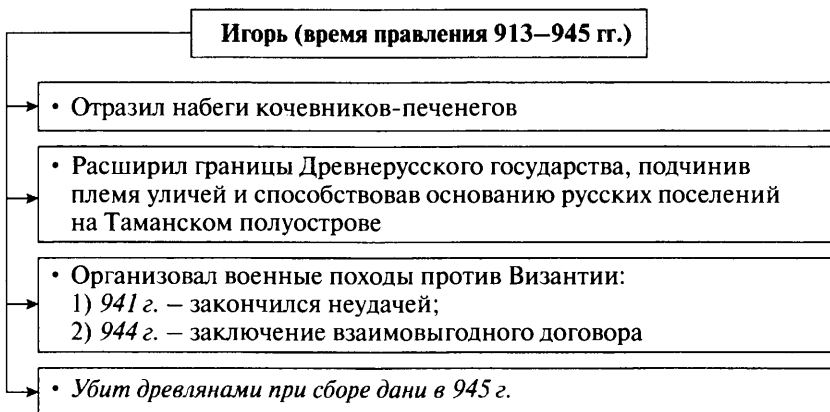 Игорь (время правления 913–945 гг.)
• Отразил набеги кочевников-печенегов
• Расширил границы Древнерусского государства, подчинив
племя уличей и способствовав основанию русских поселений
на Таманском полуострове
• Организовал военные походы против Византии:
1) 941 г. – закончился неудачей;
2) 944 г. – заключение взаимовыгодного договора
• Убит древлянами при сборе дани в 945 г.